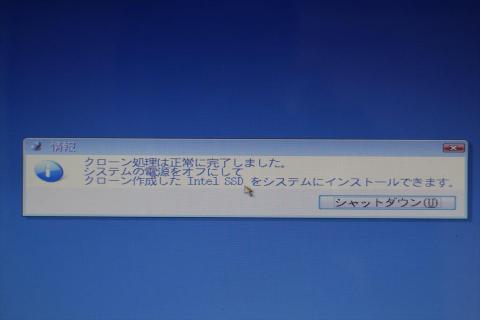 情報
クローン処理は正常に完了しました。
システムの電源をオフにして
クローン作成した Intel SSD をシステムにインストールできます。
シャットダウン(U)